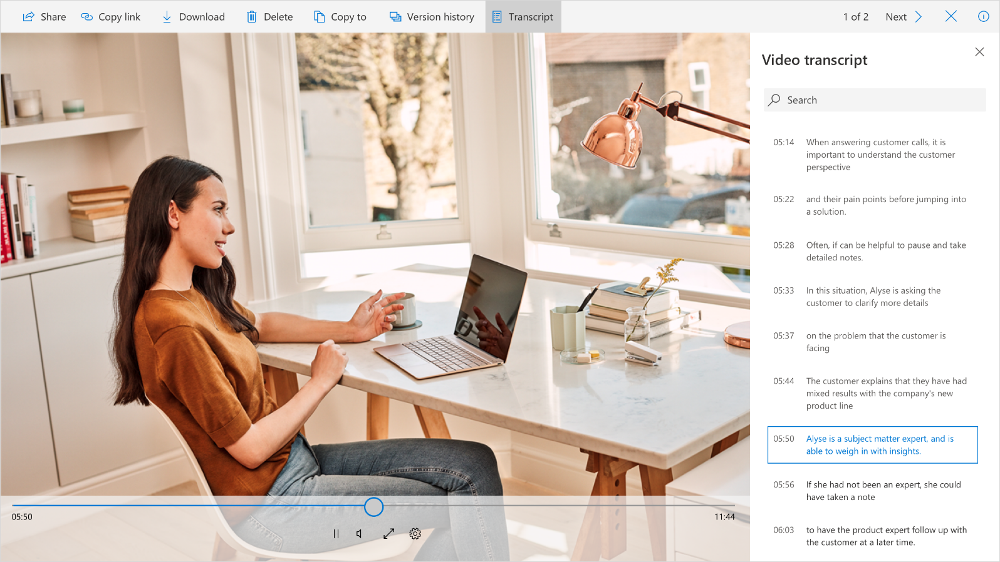 Share Copy link Download Delete Copy to Version history Transcript 1 of 2 Next
Video transcript
Search
05:14 When answering customer calls, it is
important to understand the customer
perspective
05:22 and their pain points before jumping into
a solution.
05:28 Often, if can be helpful to pause and take
detailed notes.
05:33 In this situation, Alyse is asking the
customer to clarify more details
05:37 on the problem that the customer is
facing
05:44 The customer explains that they have had
mixed results with the company's new
product line
05:50 Alyse is a subject matter expert, and is
able to weigh in with insights.
05:56 If she had not been an expert, she could
have taken a note
06:03 to have the product expert follow up with
the customer at a later time.
05:50 11:44